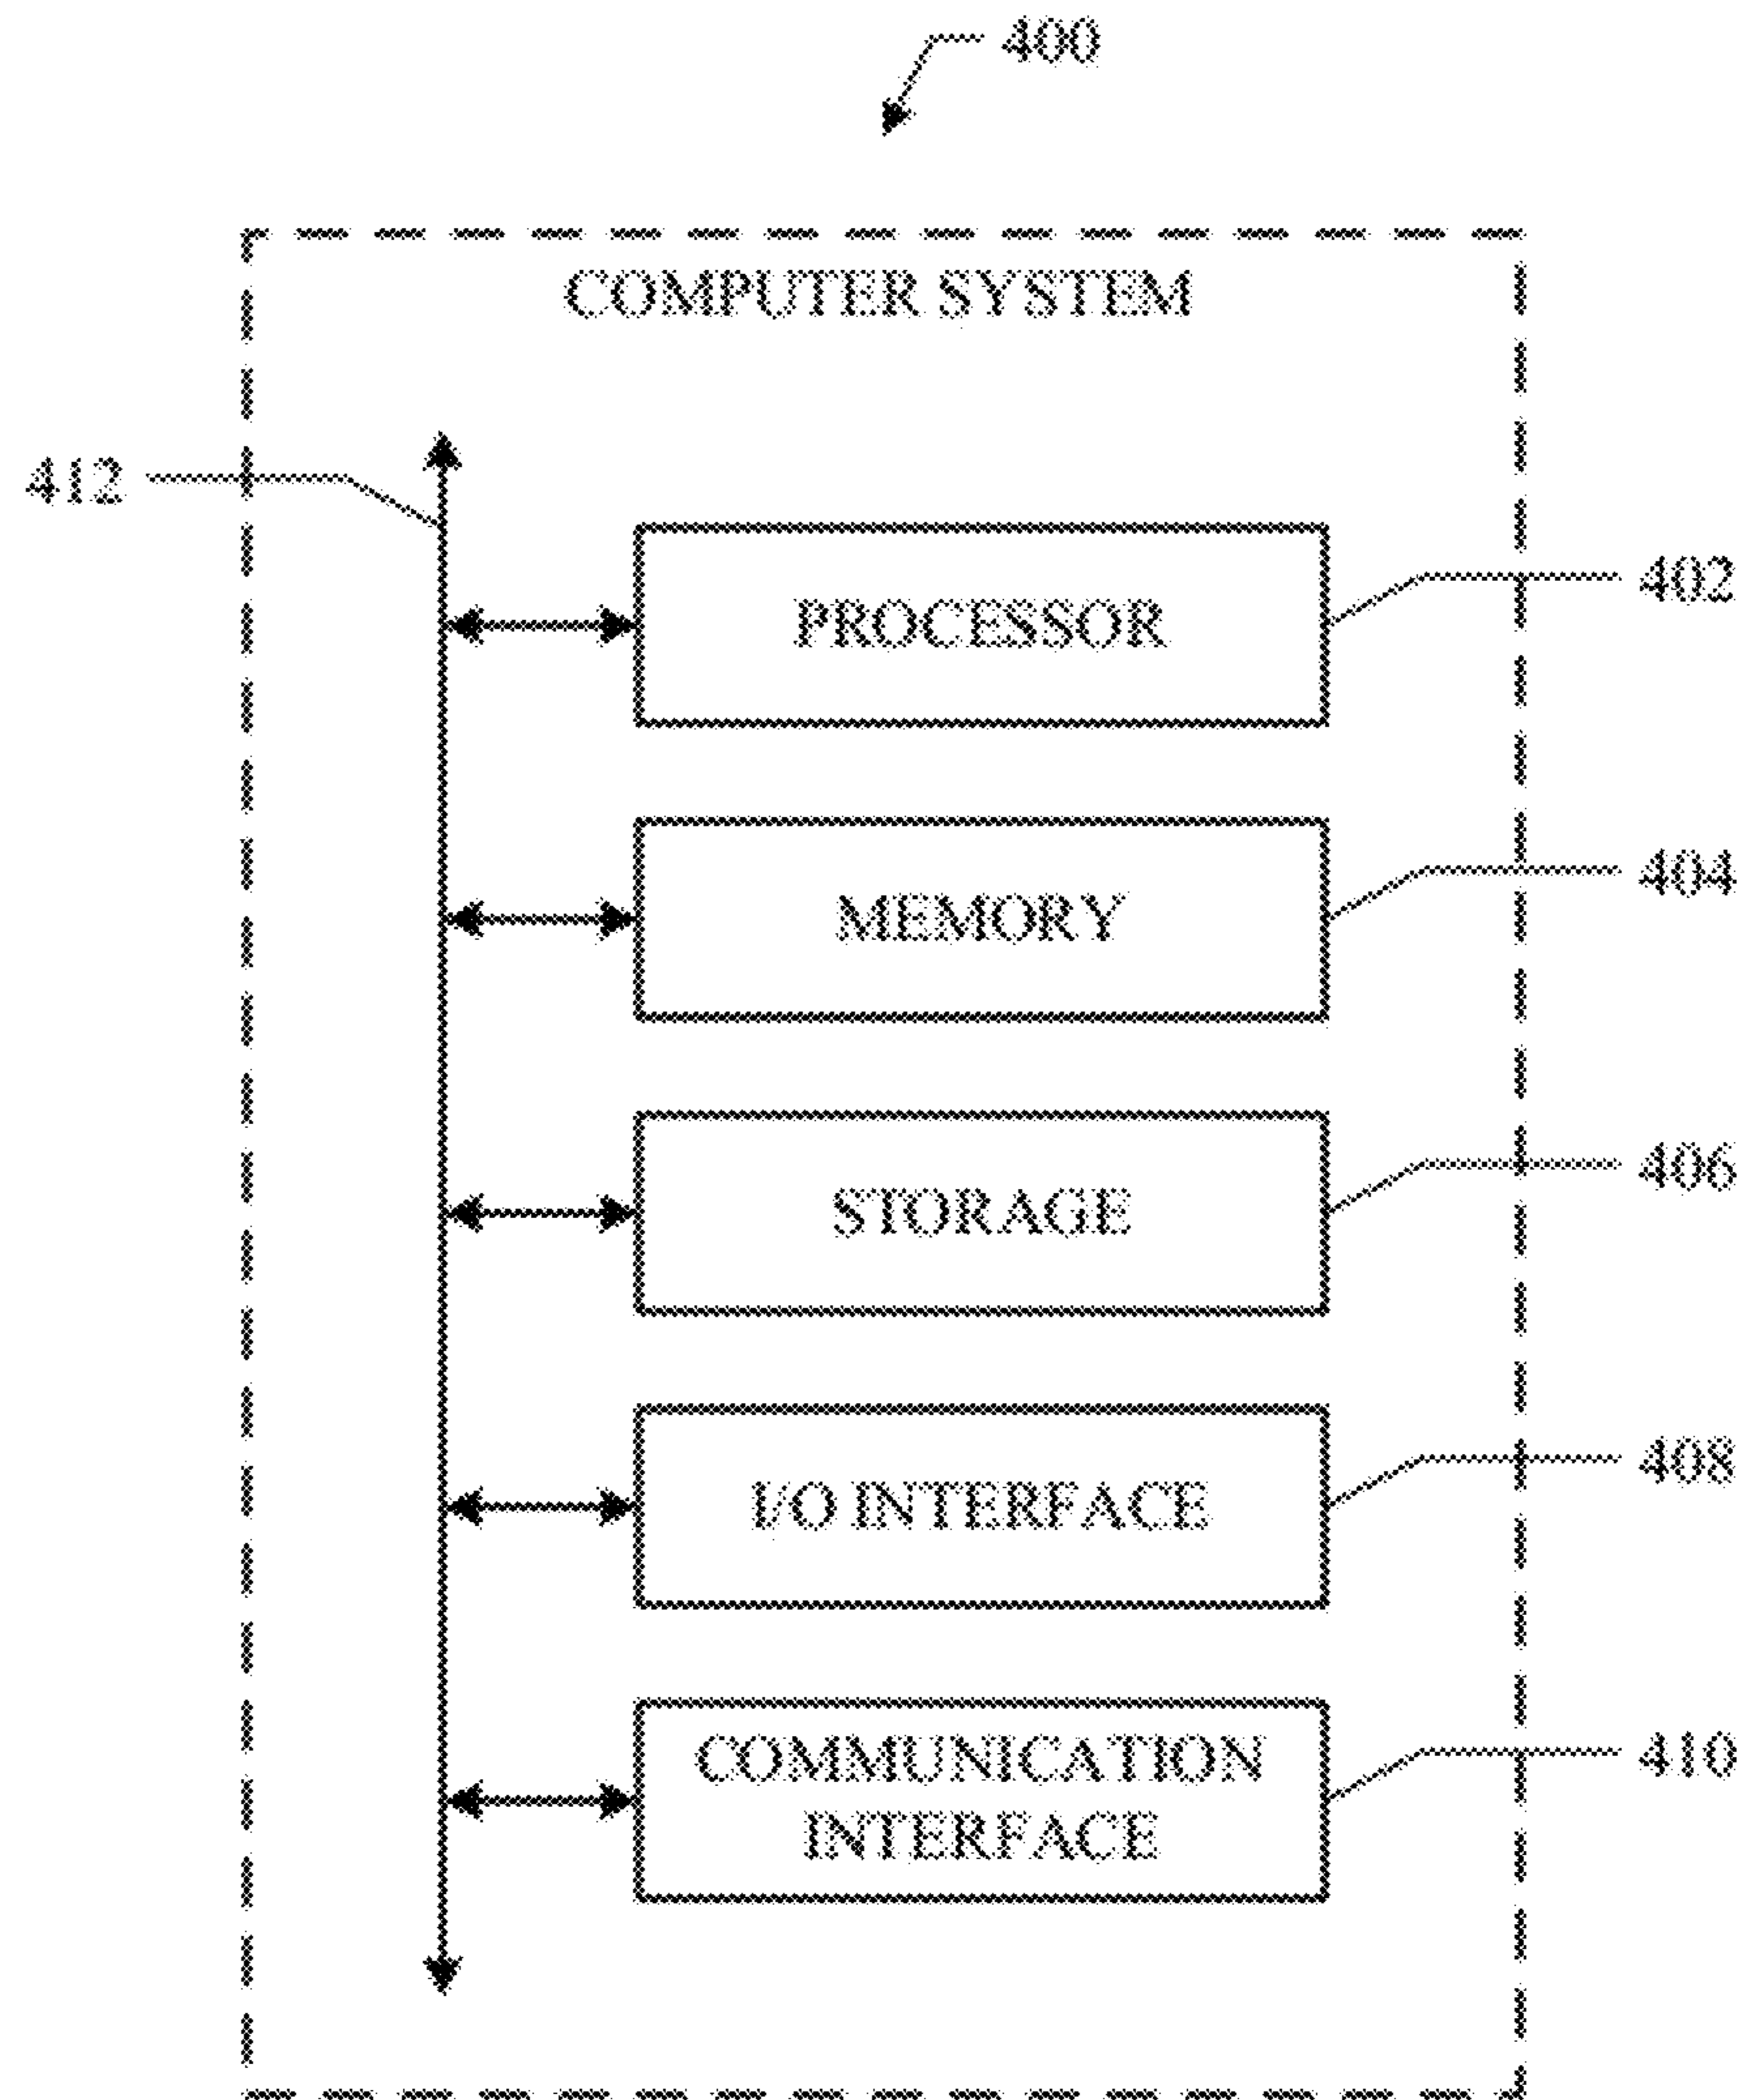 400
COMPUTER SYSTEM
412
PROCESSOR
402
MEMORY
404
STORAGE
406
I/O INTERFACE
408
COMMUNICATION
INTERFACE
410